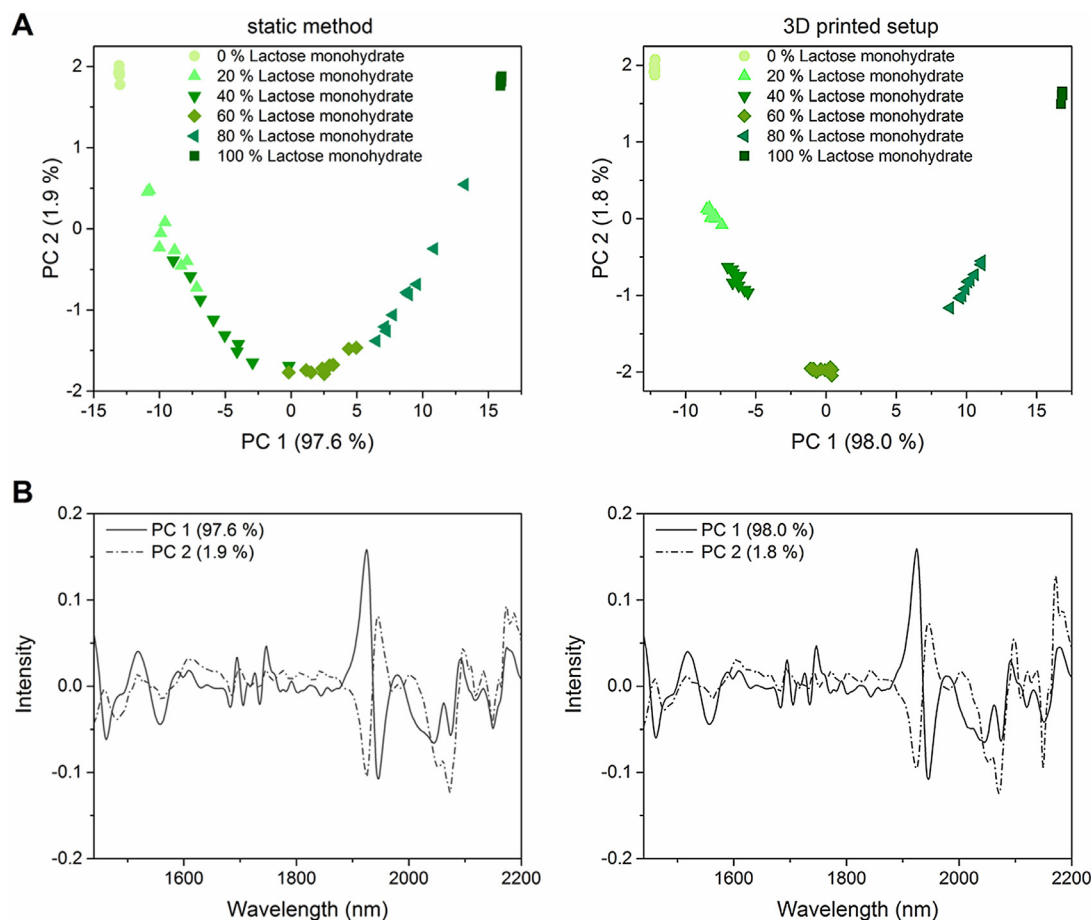 A
static method
0 % Lactose monohydrate
20 % Lactose monohydrate
40 % Lactose monohydrate
60 % Lactose monohydrate
80 % Lactose monohydrate
100 % Lactose monohydrate
PC 2 (1.9 %)
2
1
0
-1
-2
-15
-10
-5
0
5
10
15
PC 1 (97.6 %)
3D printed setup
0 % Lactose monohydrate
20 % Lactose monohydrate
40 % Lactose monohydrate
60 % Lactose monohydrate
80 % Lactose monohydrate
100 % Lactose monohydrate
PC 2 (1.8 %)
2
1
0
-1
-2
-10
-5
0
5
10
15
PC 1 (98.0 %)
B
PC 1 (97.6 %)
PC 2 (1.9 %)
Intensity
0.2
0.1
0.0
-0.1
-0.2
1600
1800
2000
2200
Wavelength (nm)
PC 1 (98.0 %)
PC 2 (1.8 %)
Intensity
0.2
0.1
0.0
-0.1
-0.2
1600
1800
2000
2200
Wavelength (nm)